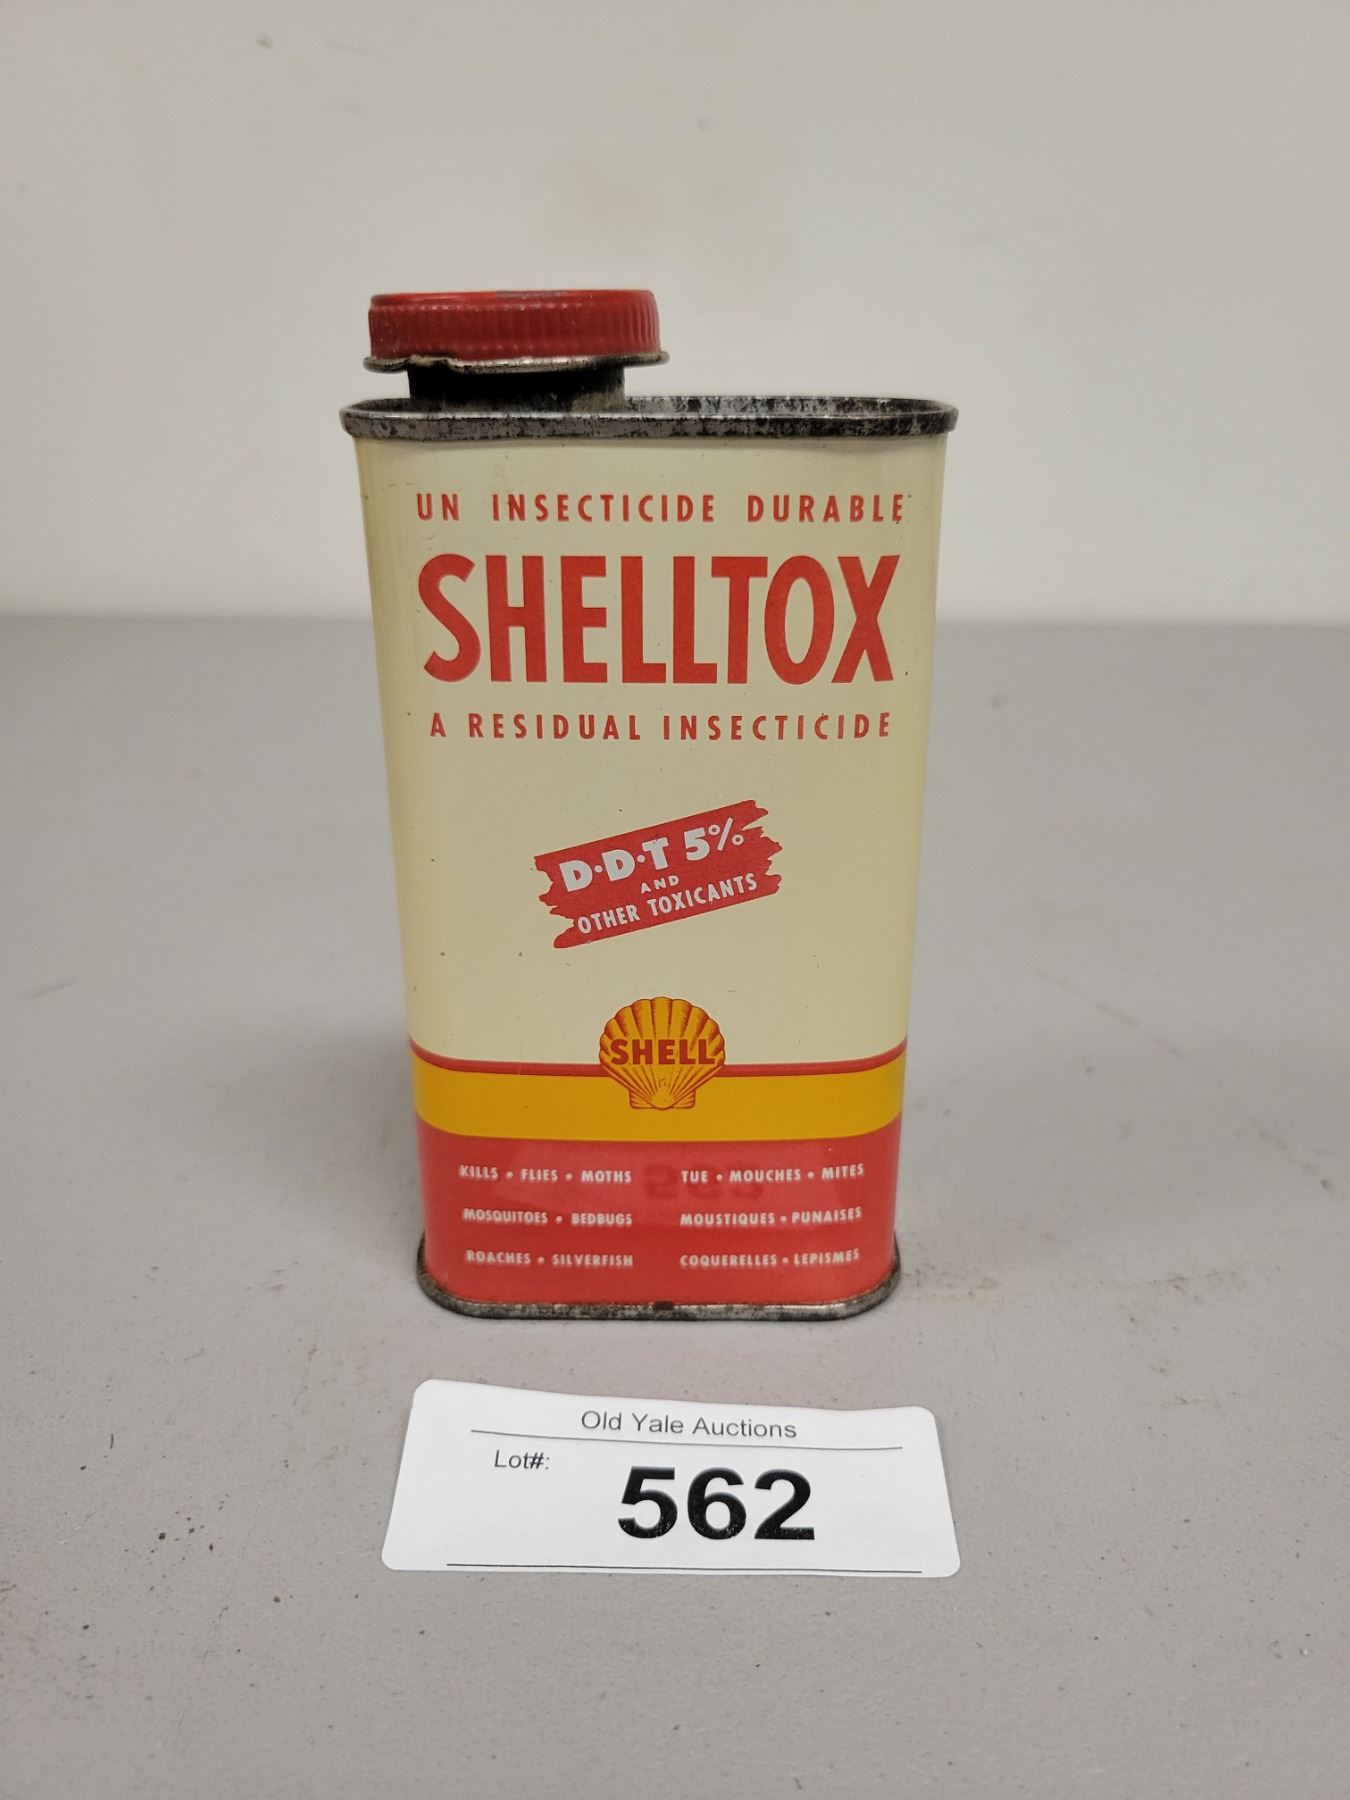 UN INSECTICIDE DURABLE
SHELLTOX
A RESIDUAL INSECTICIDE
D·D·T 5%
AND
OTHER TOXICANTS
SHELL
KILLS • FLIES • MOTHS
MOSQUITOES • BEDBUGS
ROACHES • SILVERFISH
TUE • MOUCHES • MITES
MOUSTIQUES • PUNAISES
COQUERELLES • LEPISMES
Old Yale Auctions
Lot#: 562